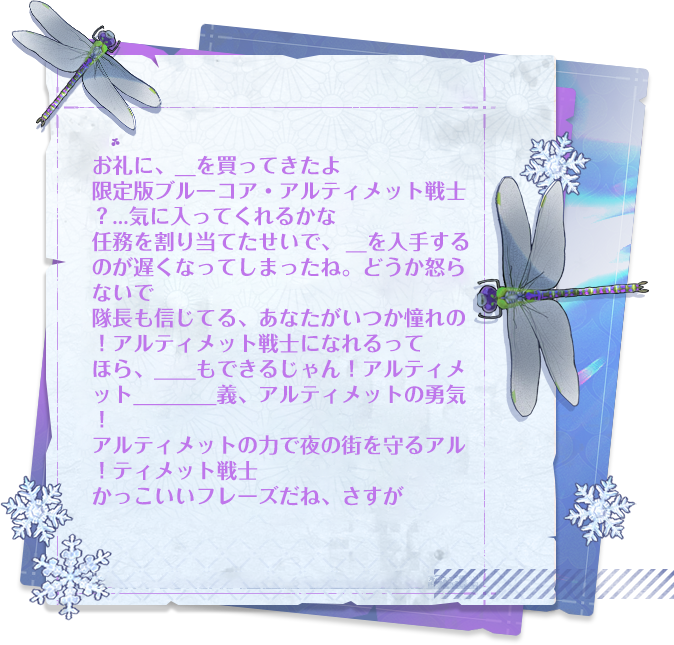 お礼に、__を買ってきたよ
限定版ブルーコア・アルティメット戦士
？...気に入ってくれるかな
任務を割り当てたせいで、__を入手する
のが遅くなってしまったね。どうか怒ら
ないで
隊長も信じてる、あなたがいつか憧れの
！アルティメット戦士になれるって
ほら、____もできるじゃん！アルティメ
ット________義、アルティメットの勇気
！
アルティメットの力で夜の街を守るアル
！ティメット戦士
かっこいいフレーズだね、さすが